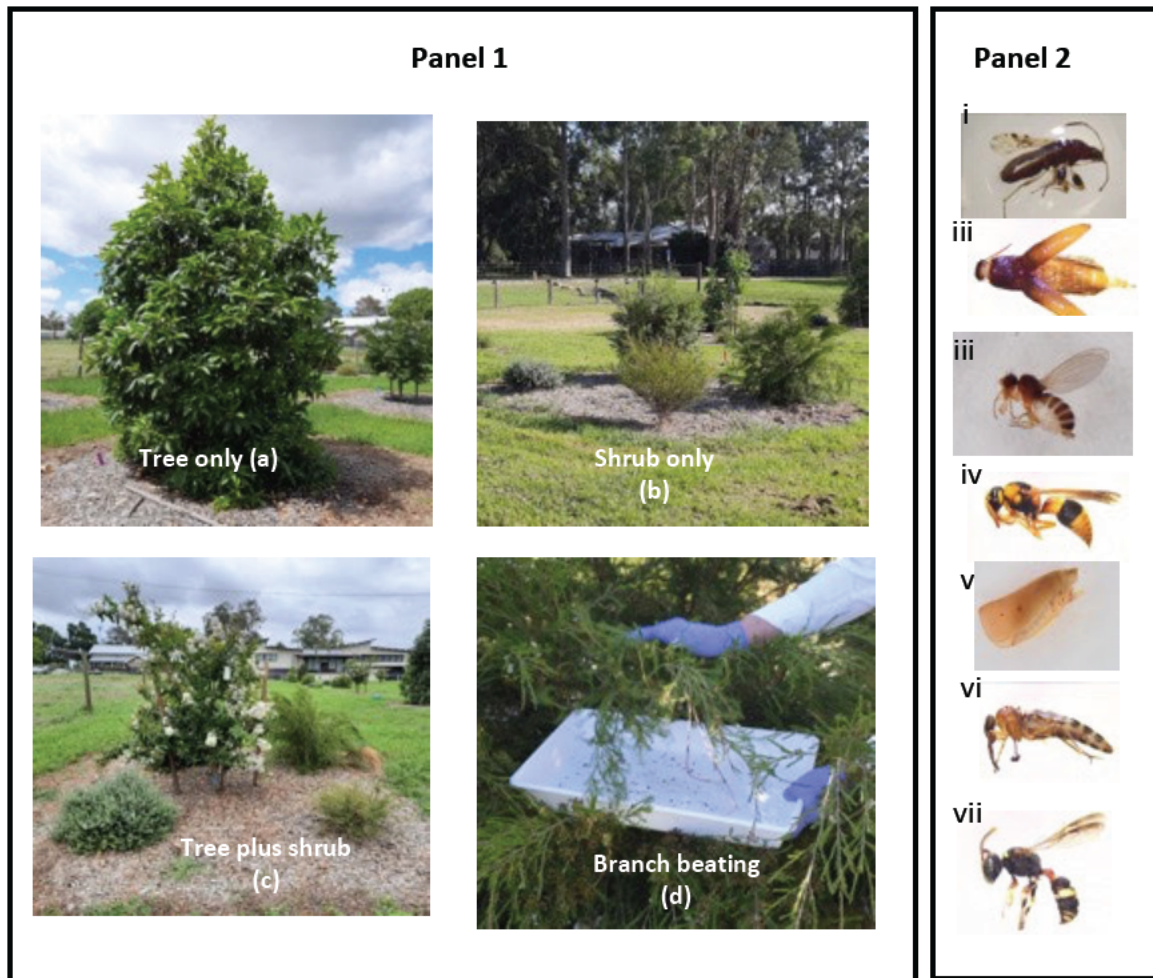 Panel 1
Tree only (a)
Shrub only
(b)
Tree plus shrub
(c)
Branch beating
(d)
Panel 2
i
iii
iii
iv
v
vi
vii